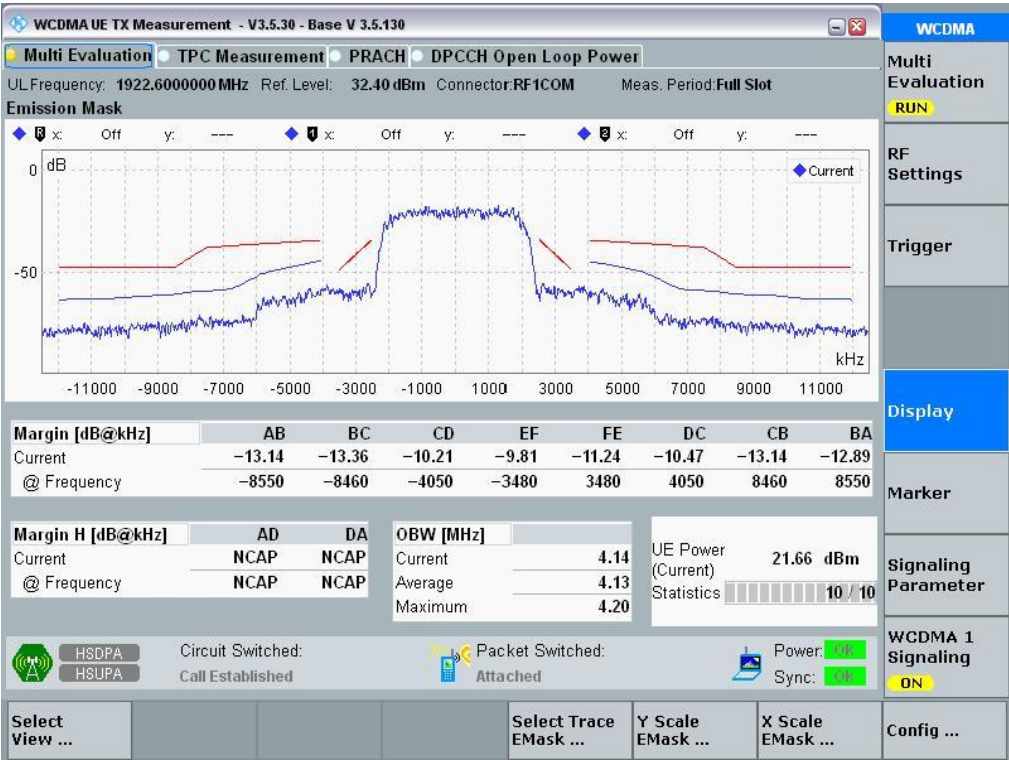 WCDMA UE TX Measurement - V3.5.30 - Base V 3.5.130
WCDMA
Multi Evaluation TPC Measurement PRACH DPCCH Open Loop Power
Multi
Evaluation
RUN
UL Frequency: 1922.6000000 MHz Ref. Level: 32.40 dBm Connector:RF1COM Meas. Period:Full Slot
Emission Mask
R x: Off y: --- 1 x: Off y: --- 2 x: Off y: ---
RF
Settings
Trigger
0 dB
Current
-50
kHz
-11000 -9000 -7000 -5000 -3000 -1000 1000 3000 5000 7000 9000 11000
Display
Margin [dB@kHz] AB BC CD EF FE DC CB BA
Current -13.14 -13.36 -10.21 -9.81 -11.24 -10.47 -13.14 -12.89
@ Frequency -8550 -8460 -4050 -3480 3480 4050 8460 8550
Marker
Margin H [dB@kHz] AD DA
Current NCAP NCAP
@ Frequency NCAP NCAP
OBW [MHz]
Current 4.14
Average 4.13
Maximum 4.20
UE Power
(Current) 21.66 dBm
Statistics 10 / 10
Signaling
Parameter
HSDPA
HSUPA
Circuit Switched:
Call Established
Packet Switched:
Attached
Power: OK
Sync: OK
WCDMA 1
Signaling
ON
Select
View ...
Select Trace
EMask ...
Y Scale
EMask ...
X Scale
EMask ...
Config ...